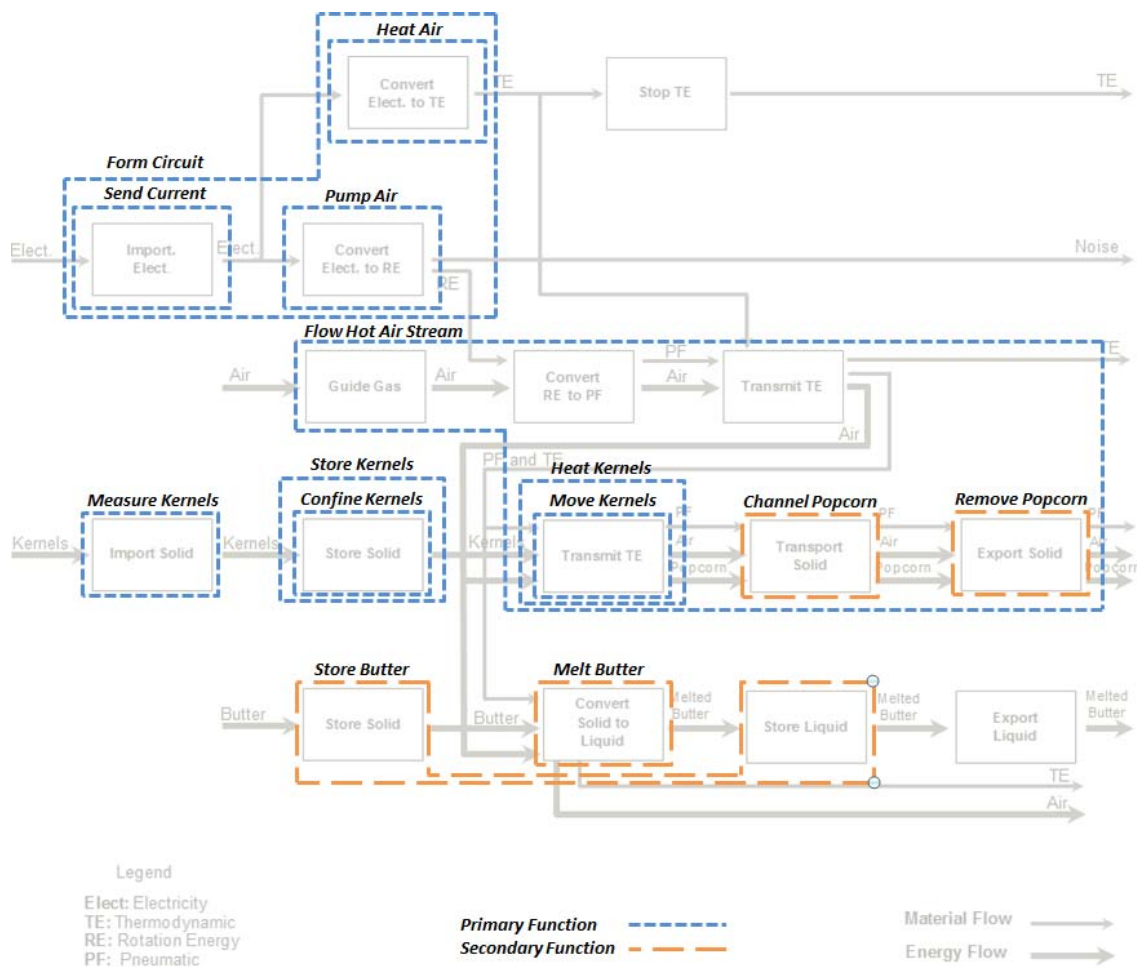 Heat Air
Convert
Elect. to TE
TE
Stop TE
TE
Form Circuit
Send Current
Pump Air
Elect.
Import.
Elect.
Elect.
Convert
Elect. to RE
Noise
RE
Flow Hot Air Stream
Air
Guide Gas
Air
Convert
RE to PF
PF
Air
Transmit TE
TE
Air
PF and TE
Store Kernels
Heat Kernels
Measure Kernels
Confine Kernels
Move Kernels
Channel Popcorn
Remove Popcorn
Kernels
Import Solid
Kernels
Store Solid
Kernels
Transmit TE
PF
Air
Popcorn
Transport
Solid
PF
Air
Popcorn
Export Solid
PF
Air
Popcorn
Store Butter
Melt Butter
Butter
Store Solid
Butter
Convert
Solid to
Liquid
Melted
Butter
Store Liquid
Melted
Butter
Export
Liquid
Melted
Butter
TE
Air
Legend
Elect: Electricity
TE: Thermodynamic
RE: Rotation Energy
PF: Pneumatic
Primary Function
Secondary Function
Material Flow
Energy Flow